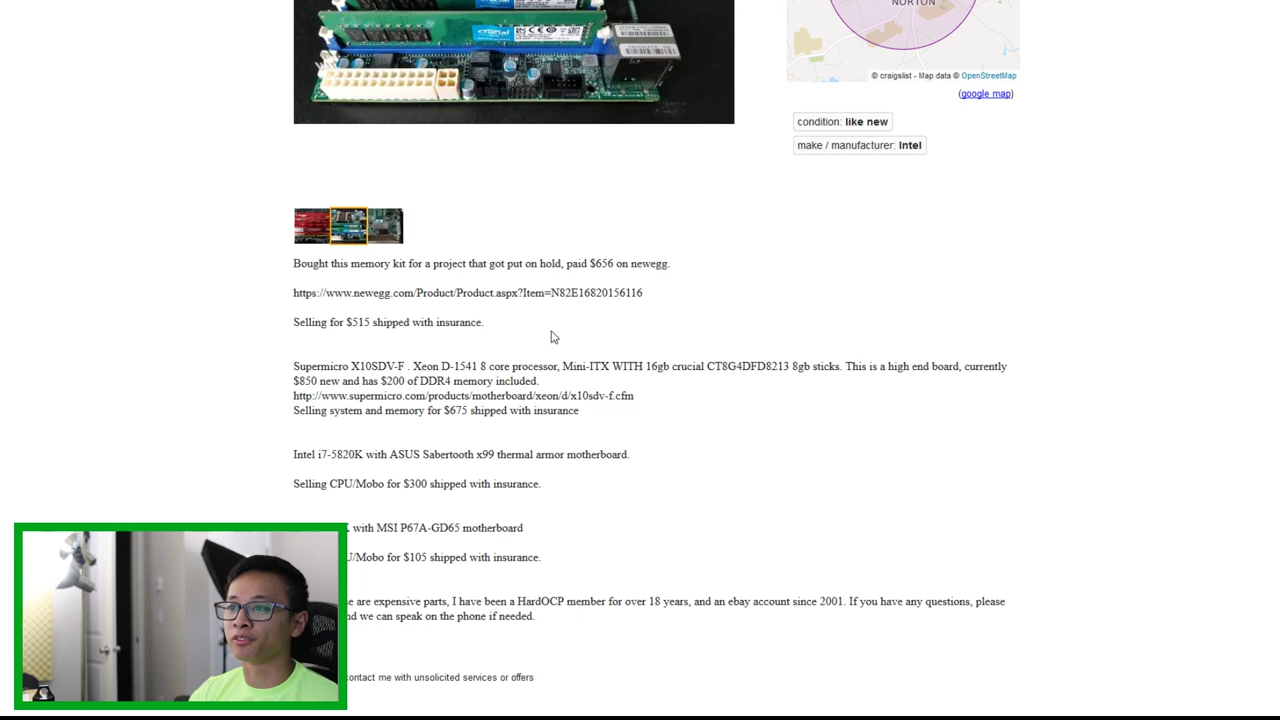 NORTON
crucial
© craigslist - Map data © OpenStreetMap
(google map)
condition: like new
make / manufacturer: Intel
Bought this memory kit for a project that got put on hold, paid $656 on newegg.
https://www.newegg.com/Product/Product.aspx?Item=N82E16820156116
Selling for $515 shipped with insurance.
Supermicro X10SDV-F . Xeon D-1541 8 core processor, Mini-ITX WITH 16gb crucial CT8G4DFD8213 8gb sticks. This is a high end board, currently
$850 new and has $200 of DDR4 memory included.
http://www.supermicro.com/products/motherboard/xeon/d/x10sdv-f.cfm
Selling system and memory for $675 shipped with insurance
Intel i7-5820K with ASUS Sabertooth x99 thermal armor motherboard.
Selling CPU/Mobo for $300 shipped with insurance.
with MSI P67A-GD65 motherboard
U/Mobo for $105 shipped with insurance.
se are expensive parts, I have been a HardOCP member for over 18 years, and an ebay account since 2001. If you have any questions, please
nd we can speak on the phone if needed.
ontact me with unsolicited services or offers